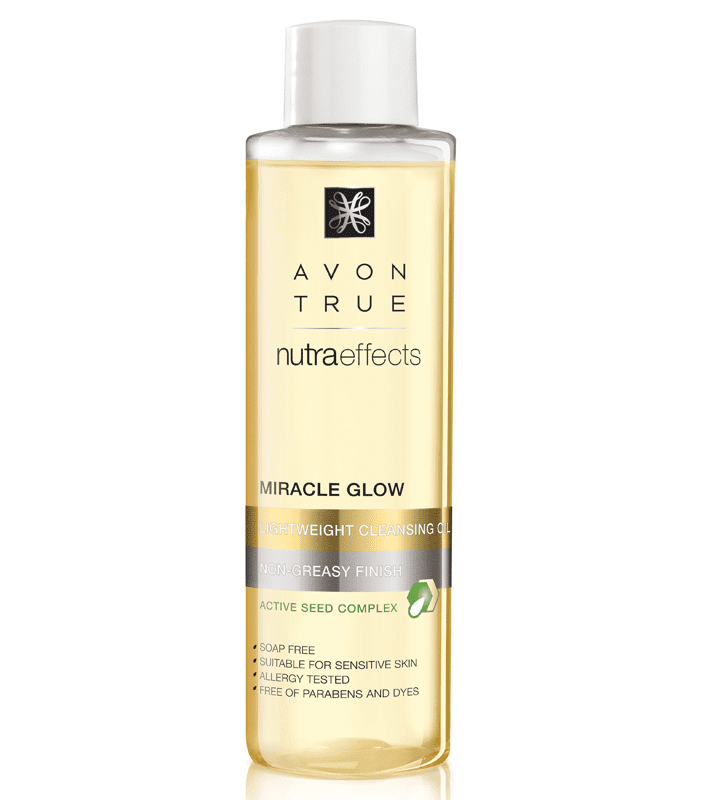 AVON
TRUE
nutraeffects
MIRACLE GLOW
LIGHTWEIGHT CLEANSING OIL
NON-GREASY FINISH
ACTIVE SEED COMPLEX
• SOAP FREE
• SUITABLE FOR SENSITIVE SKIN
• ALLERGY TESTED
• FREE OF PARABENS AND DYES